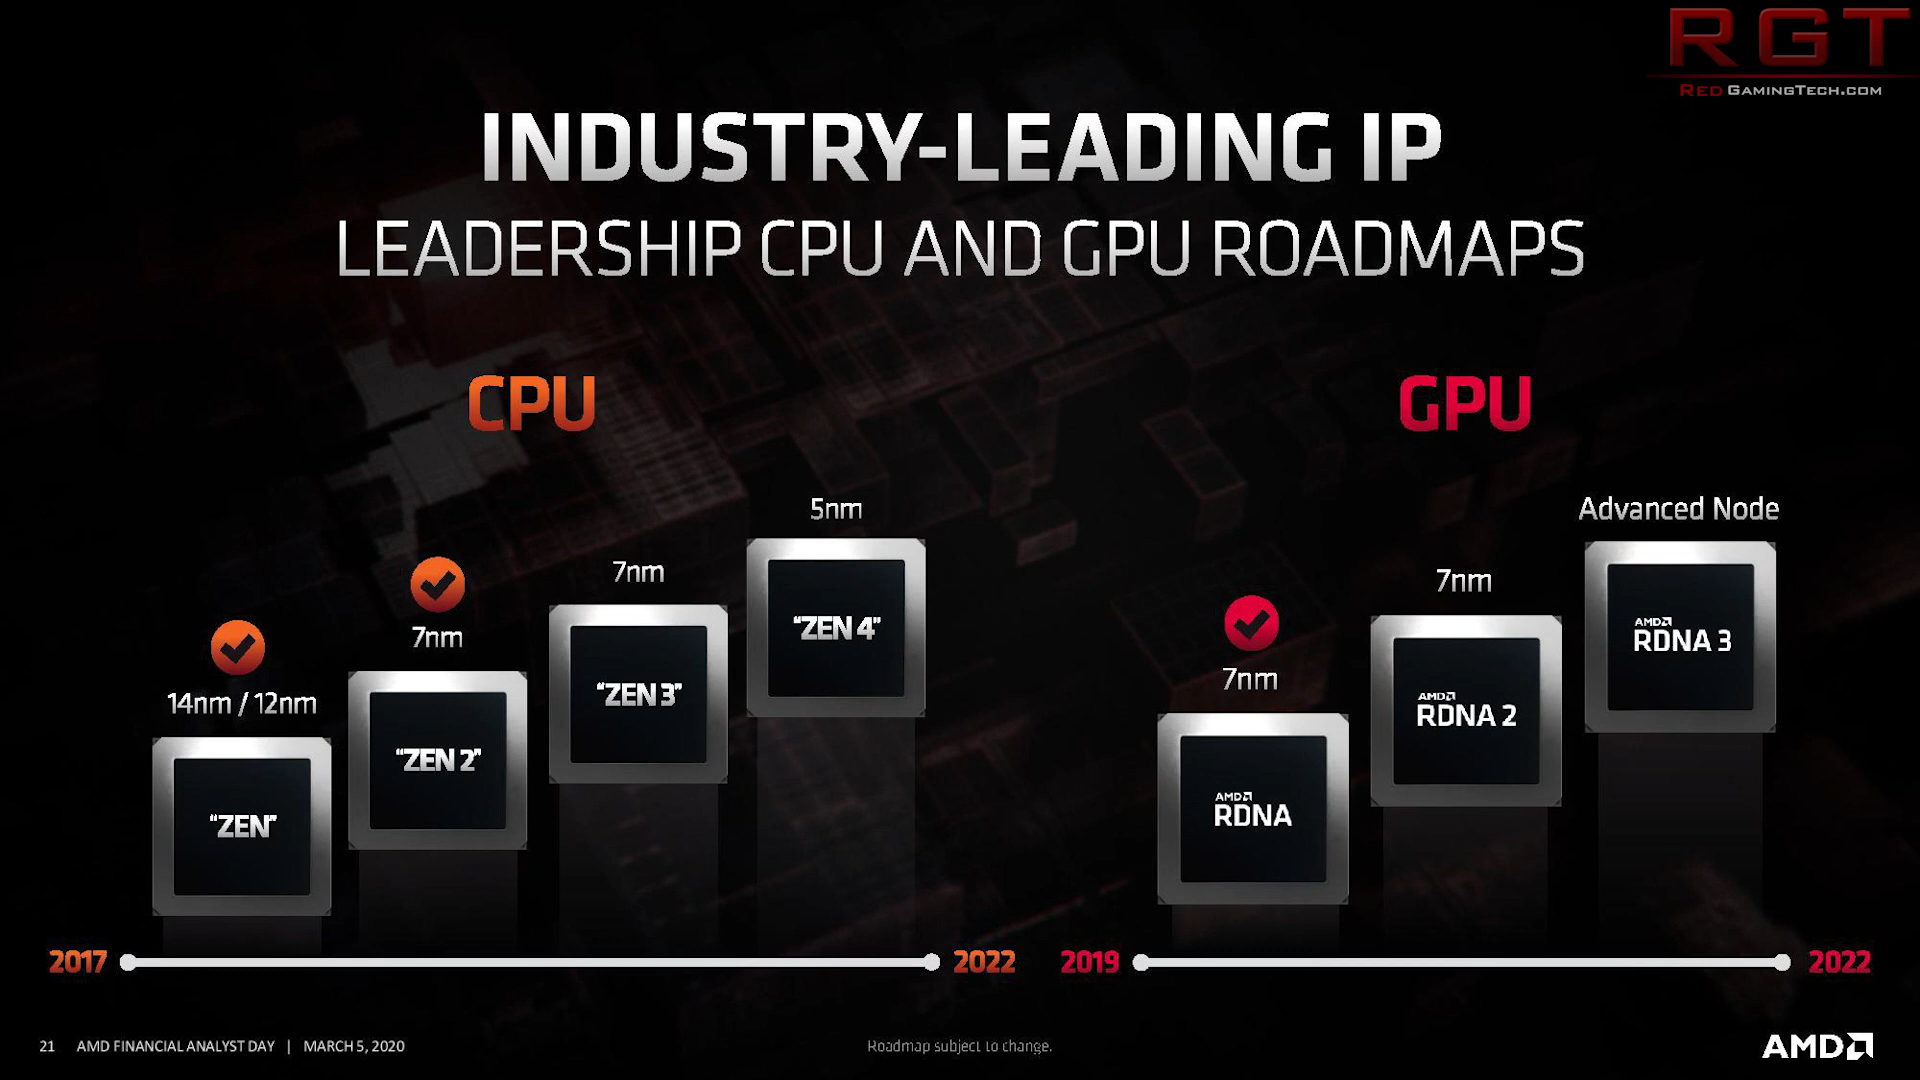 RGT
RED GAMINGTECH.COM
INDUSTRY-LEADING IP
LEADERSHIP CPU AND GPU ROADMAPS
CPU
14nm / 12nm
"ZEN"
7nm
"ZEN 2"
7nm
"ZEN 3"
5nm
"ZEN 4"
2017
2022
GPU
7nm
AMD
RDNA
7nm
AMD
RDNA 2
Advanced Node
AMD
RDNA 3
2019
2022
21 AMD FINANCIAL ANALYST DAY | MARCH 5, 2020
Roadmap subject to change.
AMD